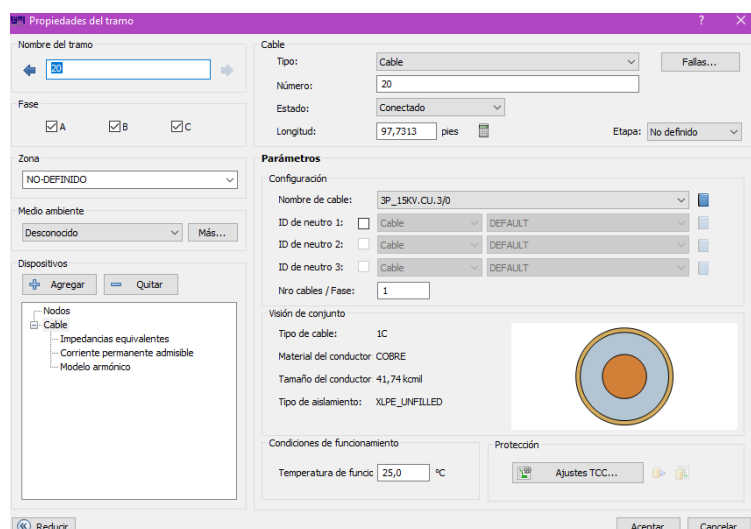 Propiedades del tramo
Nombre del tramo
20
Fase
A B C
Zona
NO-DEFINIDO
Medio ambiente
Desconocido Más...
Dispositivos
Agregar Quitar
Nodos
Cable
Impedancias equivalentes
Corriente permanente admisible
Modelo armónico
Reducir
Cable
Tipo: Cable Fallas...
Número: 20
Estado: Conectado
Longitud: 97,7313 pies Etapa: No definido
Parámetros
Configuración
Nombre de cable: 3P_15KV.CU.3/0
ID de neutro 1: Cable DEFAULT
ID de neutro 2: Cable DEFAULT
ID de neutro 3: Cable DEFAULT
Nro cables / Fase: 1
Visión de conjunto
Tipo de cable: 1C
Material del conductor COBRE
Tamaño del conductor 41,74 kcmil
Tipo de aislamiento: XLPE_UNFILLED
Condiciones de funcionamiento
Temperatura de funcic 25,0 ºC
Protección
Ajustes TCC...
Aceptar Cancelar